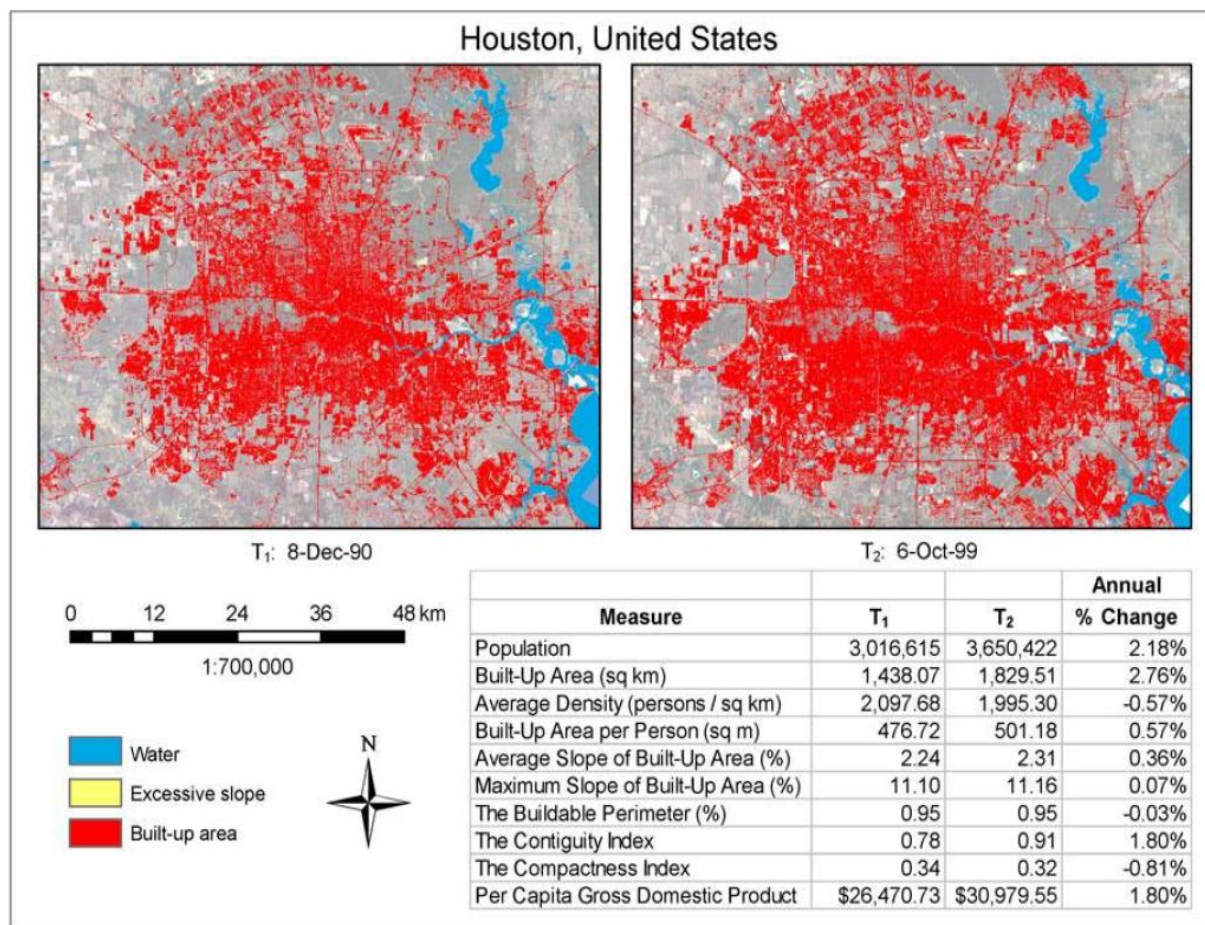 Houston, United States
T₁: 8-Dec-90
T₂: 6-Oct-99
0 12 24 36 48 km
1:700,000
Water
Excessive slope
Built-up area
N
Annual
Measure T₁ T₂ % Change
Population 3,016,615 3,650,422 2.18%
Built-Up Area (sq km) 1,438.07 1,829.51 2.76%
Average Density (persons / sq km) 2,097.68 1,995.30 -0.57%
Built-Up Area per Person (sq m) 476.72 501.18 0.57%
Average Slope of Built-Up Area (%) 2.24 2.31 0.36%
Maximum Slope of Built-Up Area (%) 11.10 11.16 0.07%
The Buildable Perimeter (%) 0.95 0.95 -0.03%
The Contiguity Index 0.78 0.91 1.80%
The Compactness Index 0.34 0.32 -0.81%
Per Capita Gross Domestic Product $26,470.73 $30,979.55 1.80%